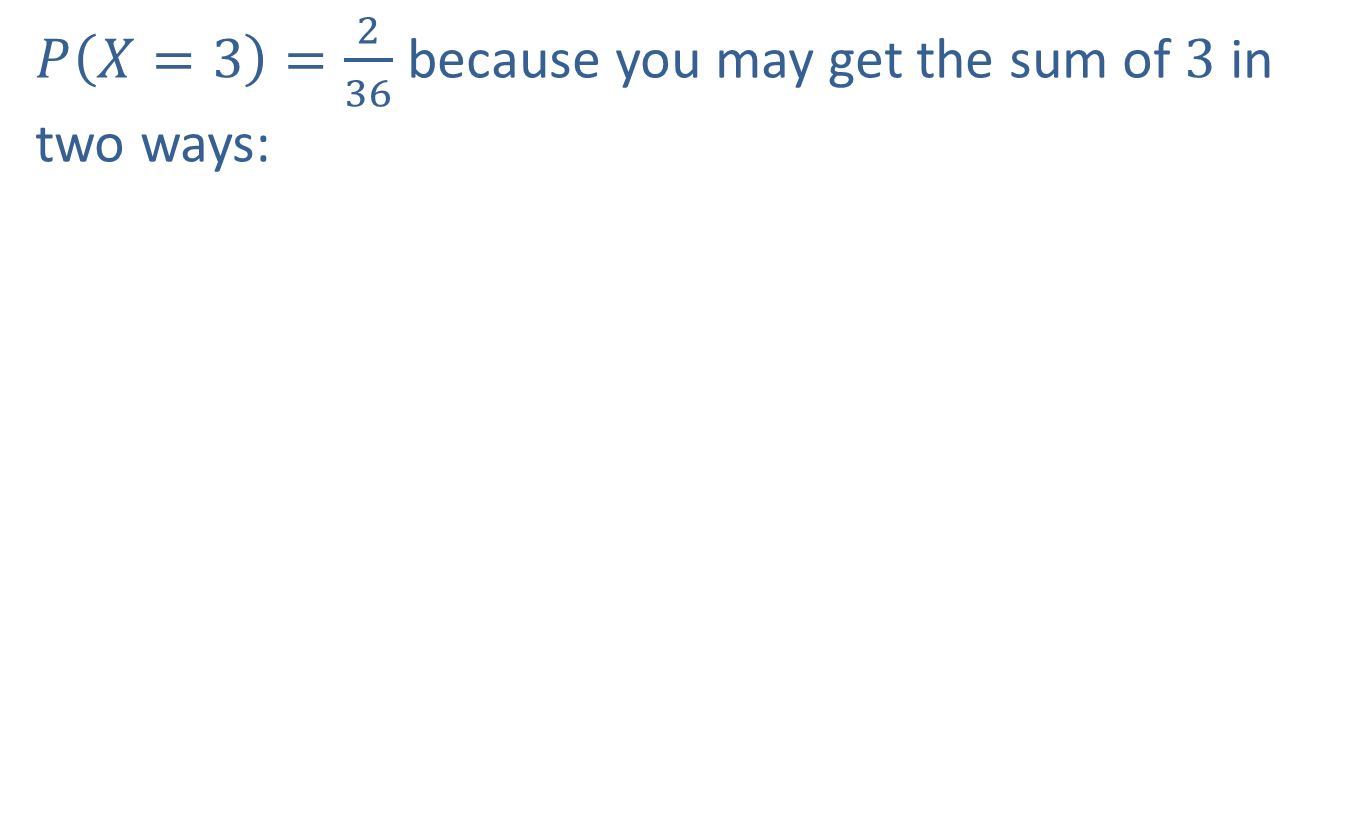 P(X = 3) = 2/36 because you may get the sum of 3 in
two ways: